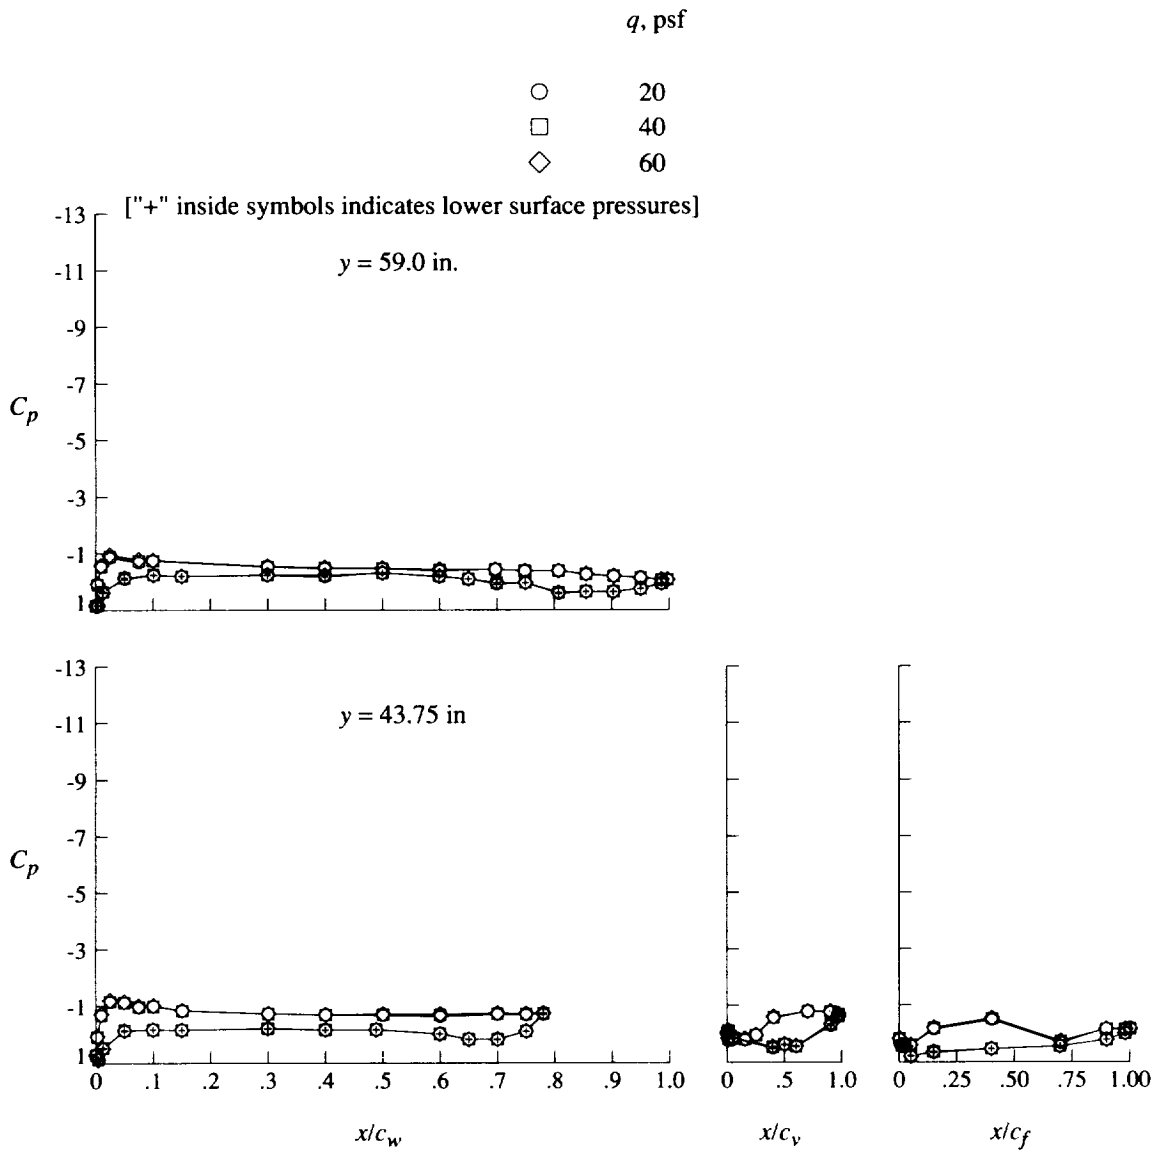 q, psf
20
40
60
["+" inside symbols indicates lower surface pressures]
y = 59.0 in.
-13
-11
-9
-7
-5
-3
-1
1
C_p
y = 43.75 in
-13
-11
-9
-7
-5
-3
-1
1
C_p
0 .1 .2 .3 .4 .5 .6 .7 .8 .9 1.0
x/c_w
0 .5 1.0
x/c_v
0 .25 .50 .75 1.00
x/c_f